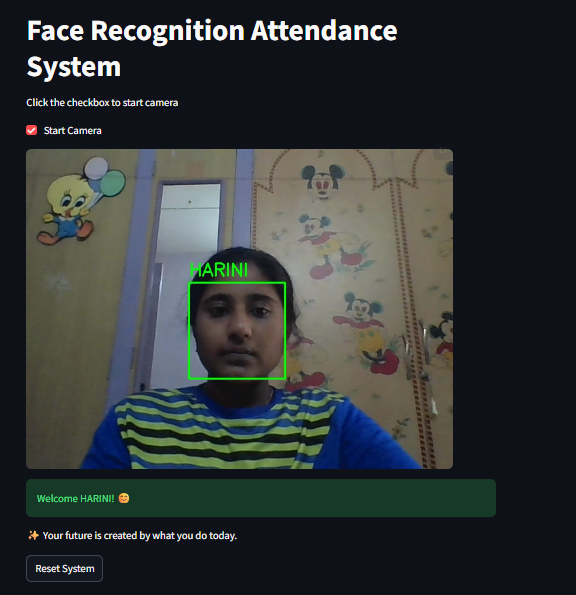 Face Recognition Attendance
System
Click the checkbox to start camera
Start Camera
HARINI
Welcome HARINI! 😊
✨ Your future is created by what you do today.
Reset System